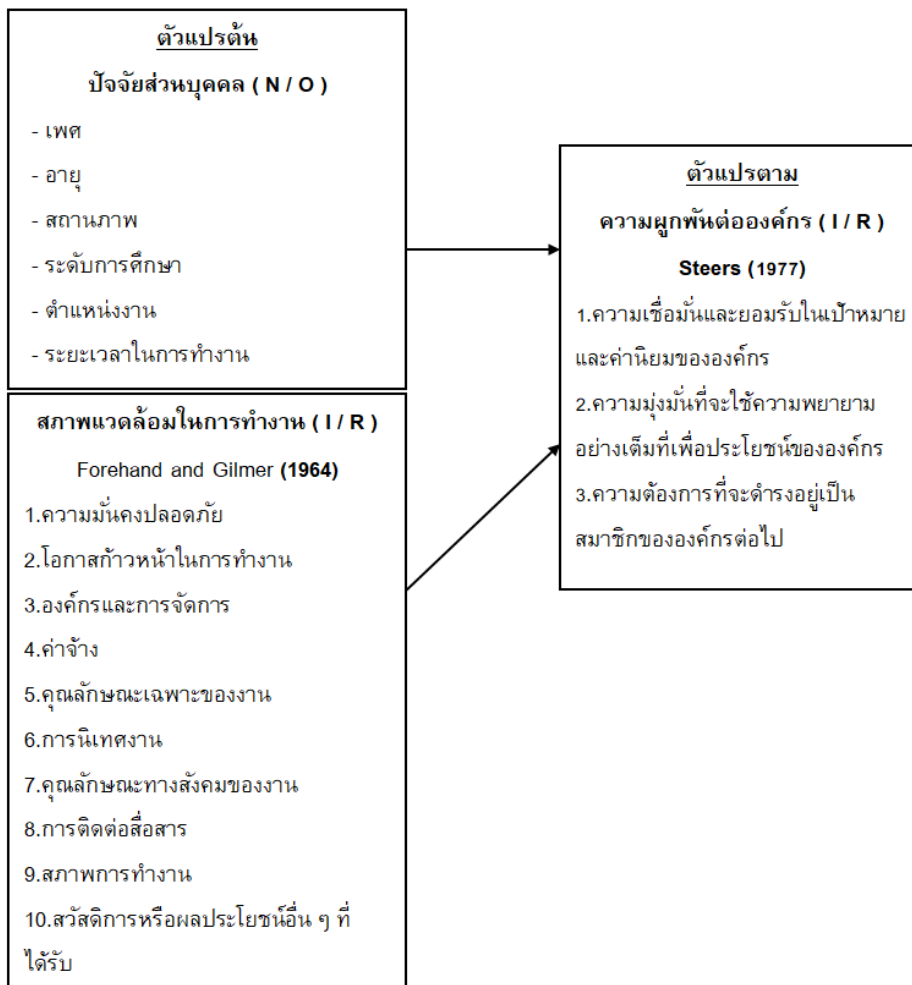 ตัวแปรต้น
ปัจจัยส่วนบุคคล ( N / O )
- เพศ
- อายุ
- สถานภาพ
- ระดับการศึกษา
- ตำแหน่งงาน
- ระยะเวลาในการทำงาน
สภาพแวดล้อมในการทำงาน ( I / R )
Forehand and Gilmer (1964)
1.ความมั่นคงปลอดภัย
2.โอกาสก้าวหน้าในการทำงาน
3.องค์กรและการจัดการ
4.ค่าจ้าง
5.คุณลักษณะเฉพาะของงาน
6.การนิเทศงาน
7.คุณลักษณะทางสังคมของงาน
8.การติดต่อสื่อสาร
9.สภาพการทำงาน
10.สวัสดิการหรือผลประโยชน์อื่น ๆ ที่
ได้รับ
ตัวแปรตาม
ความผูกพันต่อองค์กร ( I / R )
Steers (1977)
1.ความเชื่อมั่นและยอมรับในเป้าหมาย
และค่านิยมขององค์กร
2.ความมุ่งมั่นที่จะใช้ความพยายาม
อย่างเต็มที่เพื่อประโยชน์ขององค์กร
3.ความต้องการที่จะดำรงอยู่เป็น
สมาชิกขององค์กรต่อไป